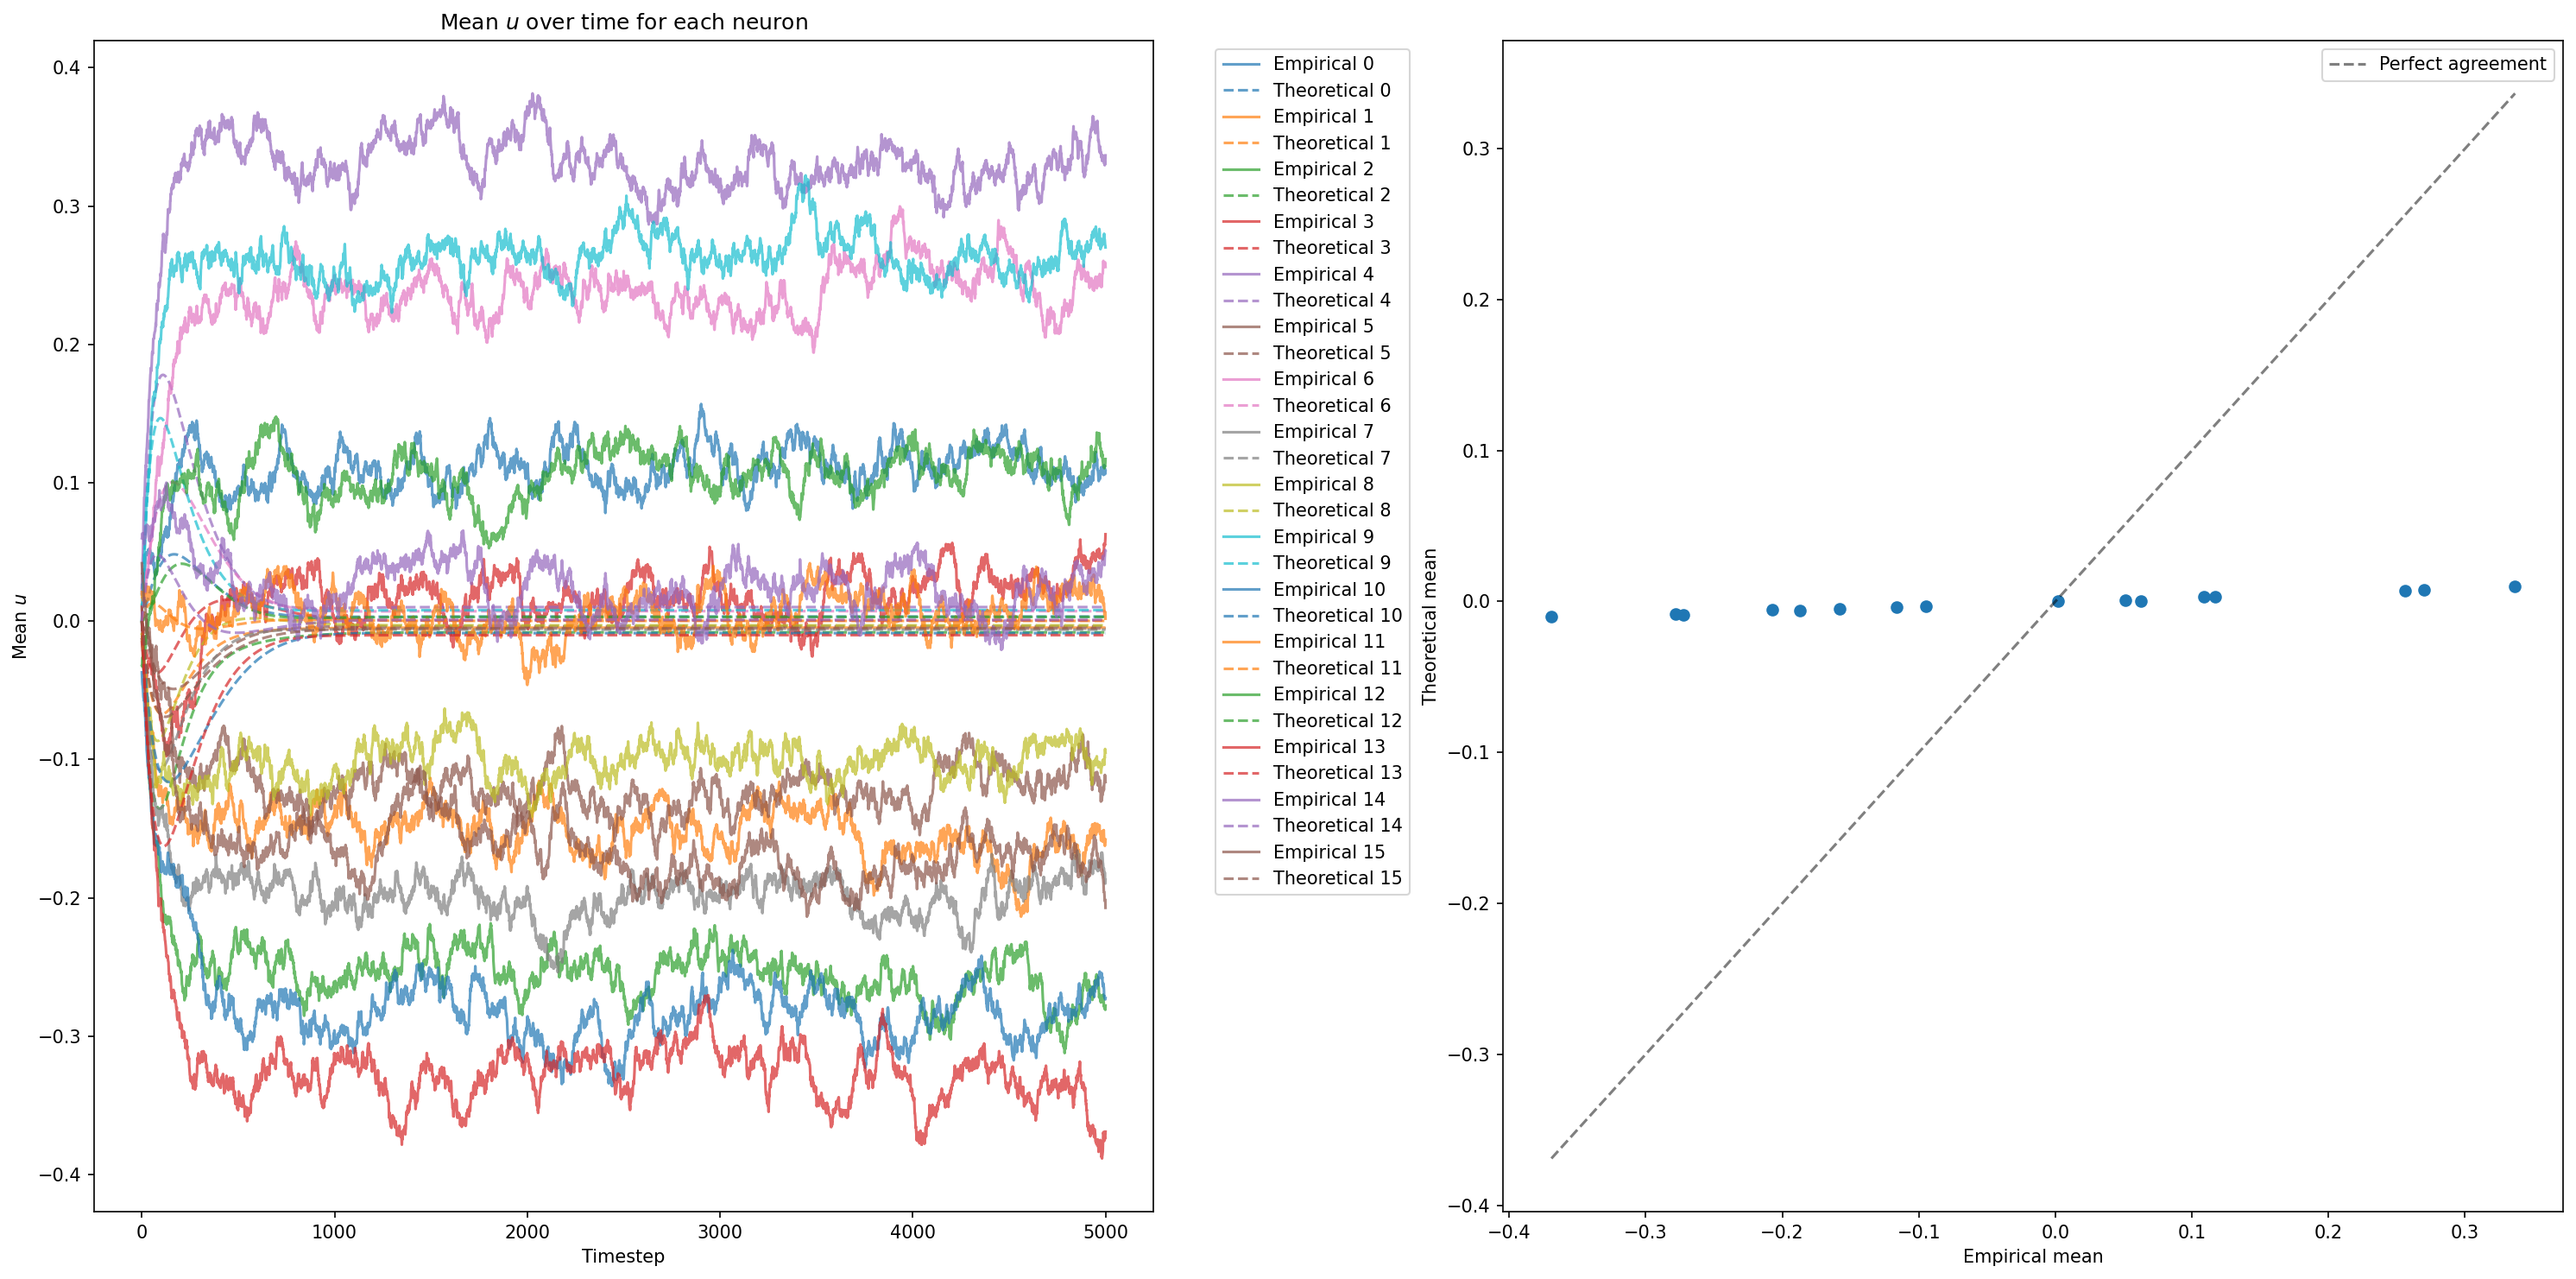 Mean u over time for each neuron
0.4
0.3
0.2
0.1
0.0
−0.1
−0.2
−0.3
−0.4
Mean u
0
1000
2000
3000
4000
5000
Timestep
Empirical 0
Theoretical 0
Empirical 1
Theoretical 1
Empirical 2
Theoretical 2
Empirical 3
Theoretical 3
Empirical 4
Theoretical 4
Empirical 5
Theoretical 5
Empirical 6
Theoretical 6
Empirical 7
Theoretical 7
Empirical 8
Theoretical 8
Empirical 9
Theoretical 9
Empirical 10
Theoretical 10
Empirical 11
Theoretical 11
Empirical 12
Theoretical 12
Empirical 13
Theoretical 13
Empirical 14
Theoretical 14
Empirical 15
Theoretical 15
Perfect agreement
0.3
0.2
0.1
0.0
−0.1
−0.2
−0.3
−0.4
Theoretical mean
−0.4
−0.3
−0.2
−0.1
0.0
0.1
0.2
0.3
Empirical mean